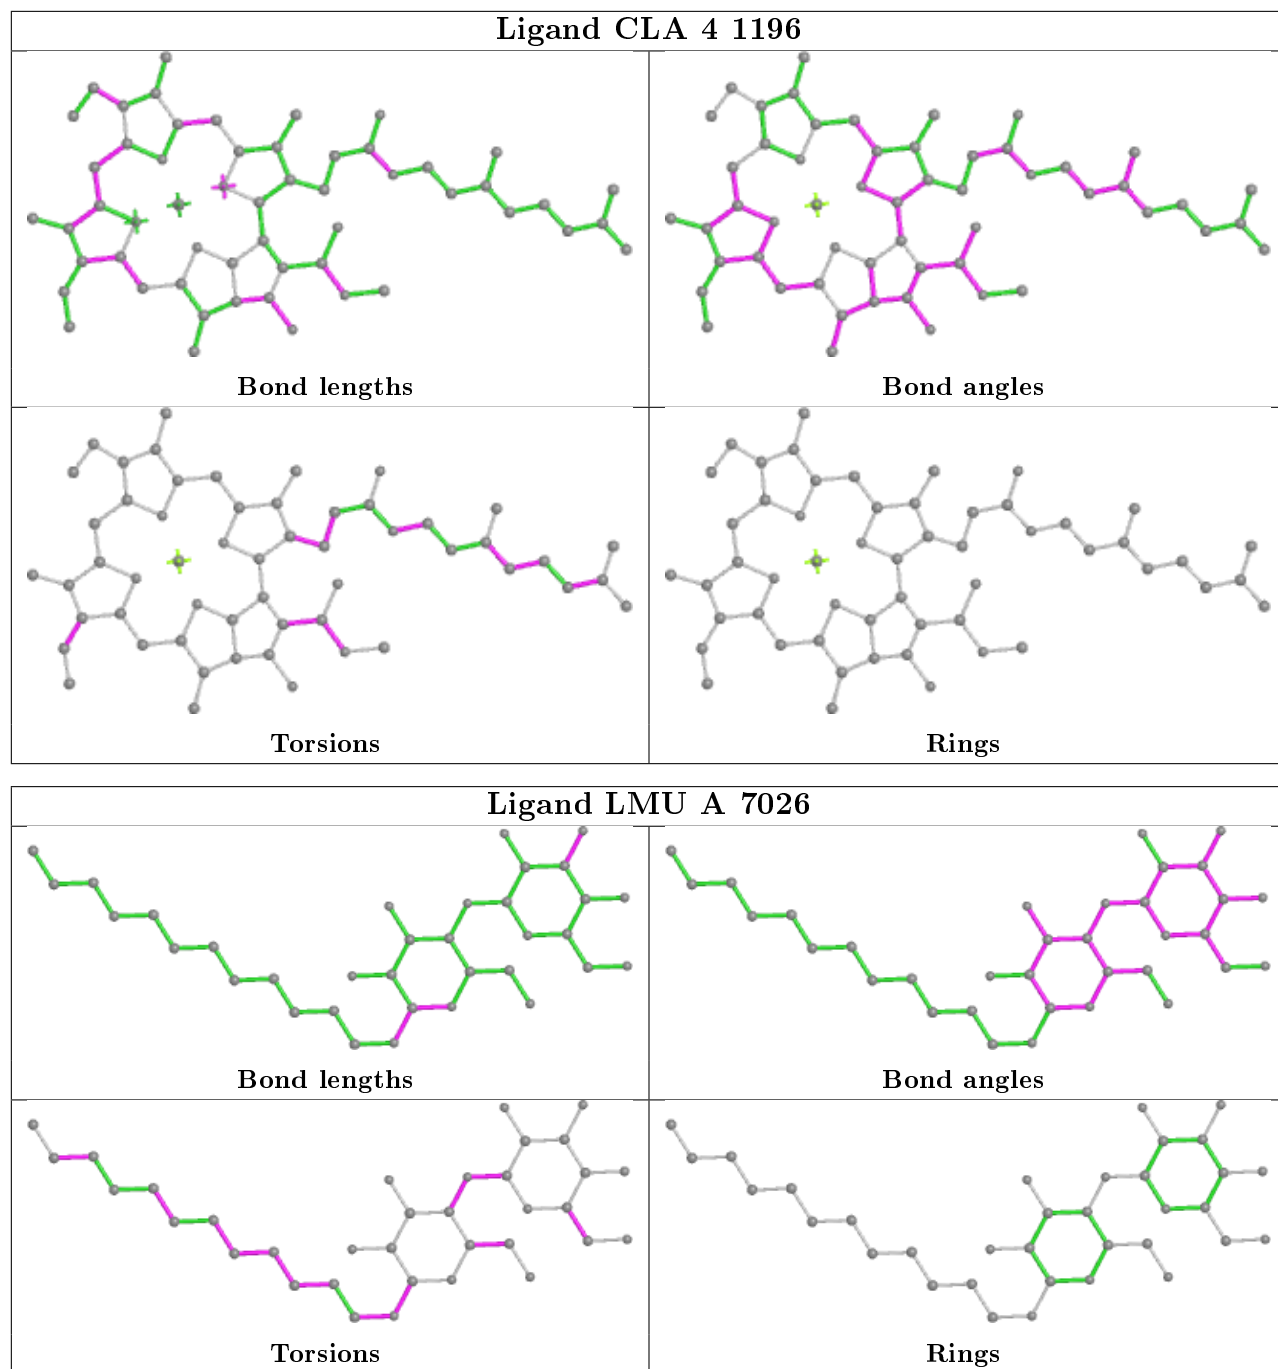 Ligand CLA 4 1196
Bond lengths
Bond angles
Torsions
Rings
Ligand LMU A 7026
Bond lengths
Bond angles
Torsions
Rings